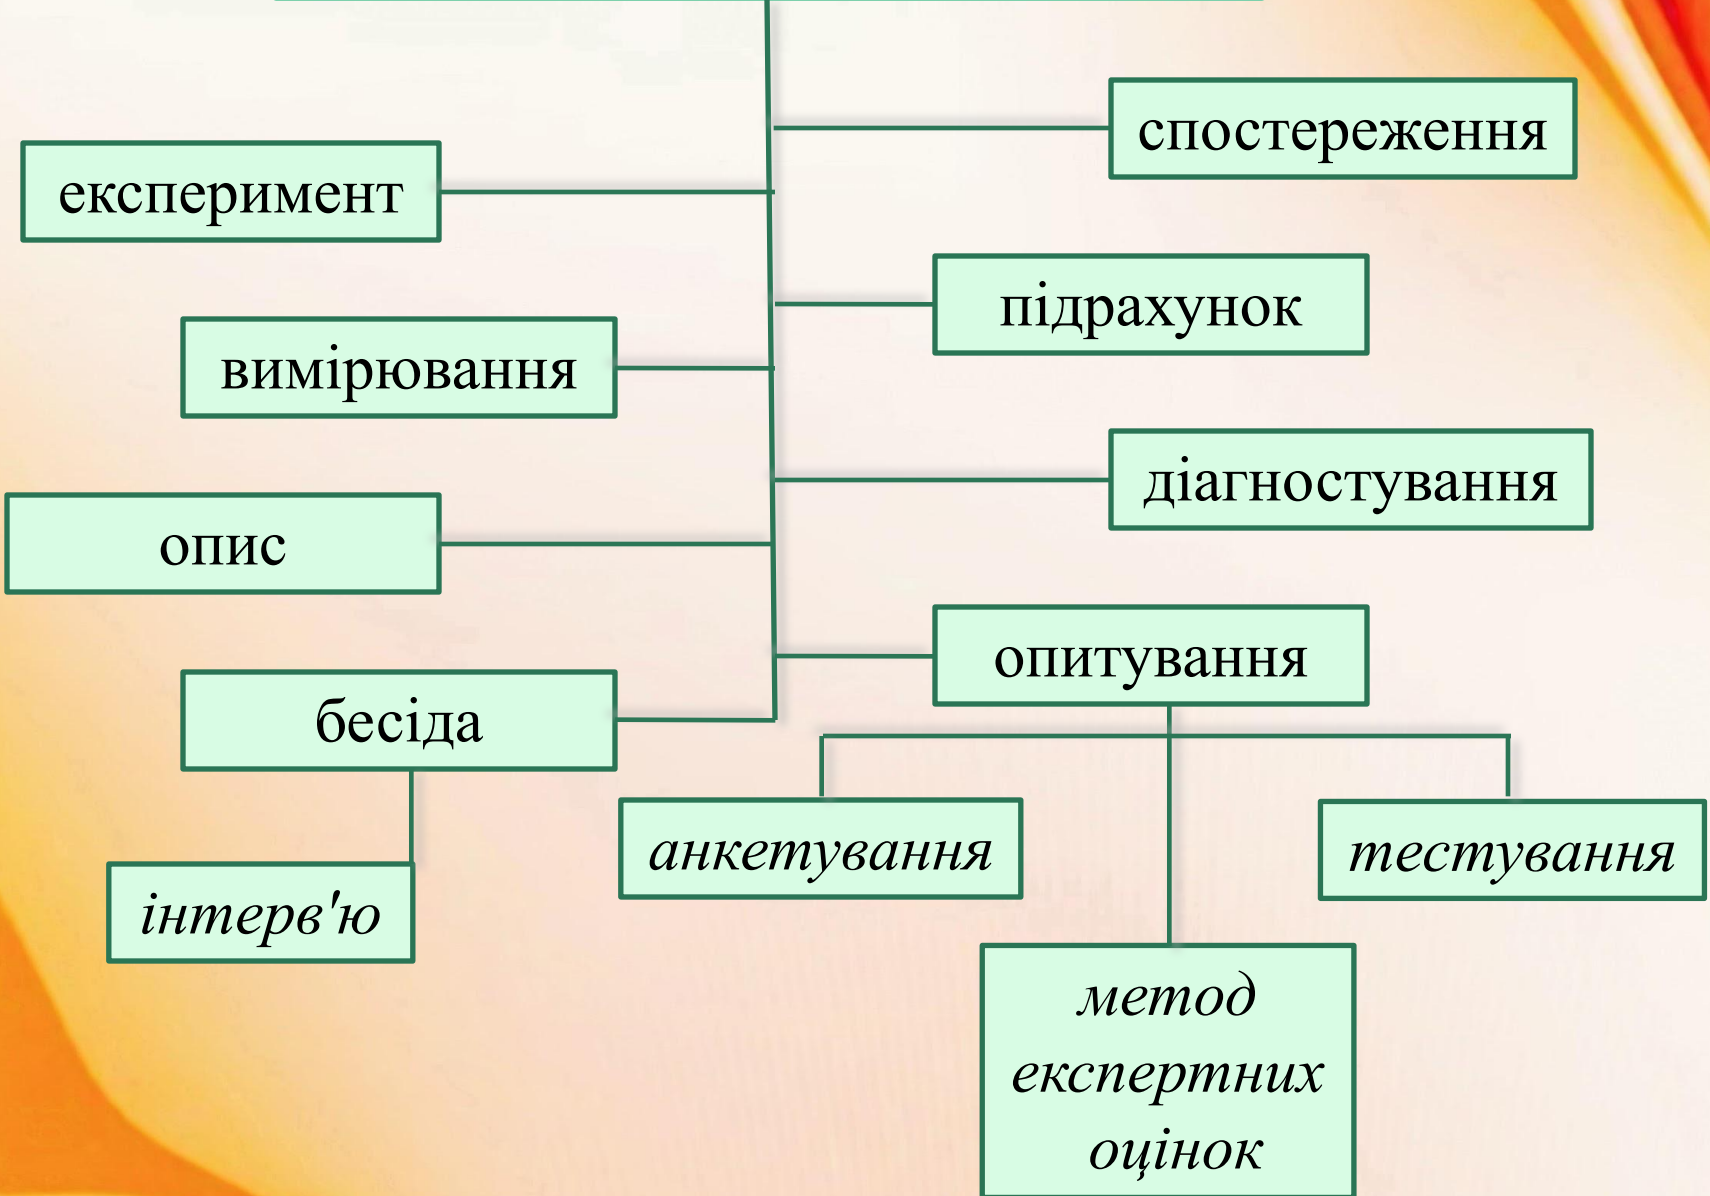 спостереження
експеримент
підрахунок
вимірювання
діагностування
опис
опитування
бесіда
анкетування
тестування
інтерв'ю
метод
експертних
оцінок